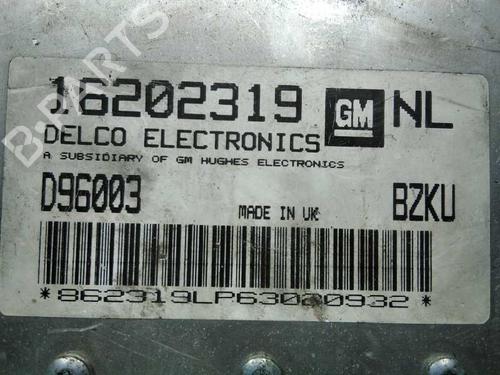 16202319 GM NL
DELCO ELECTRONICS
A SUBSIDIARY OF GM HUGHES ELECTRONICS
D96003 MADE IN UK BZKU
*862319LP63020932*
B-PARTS